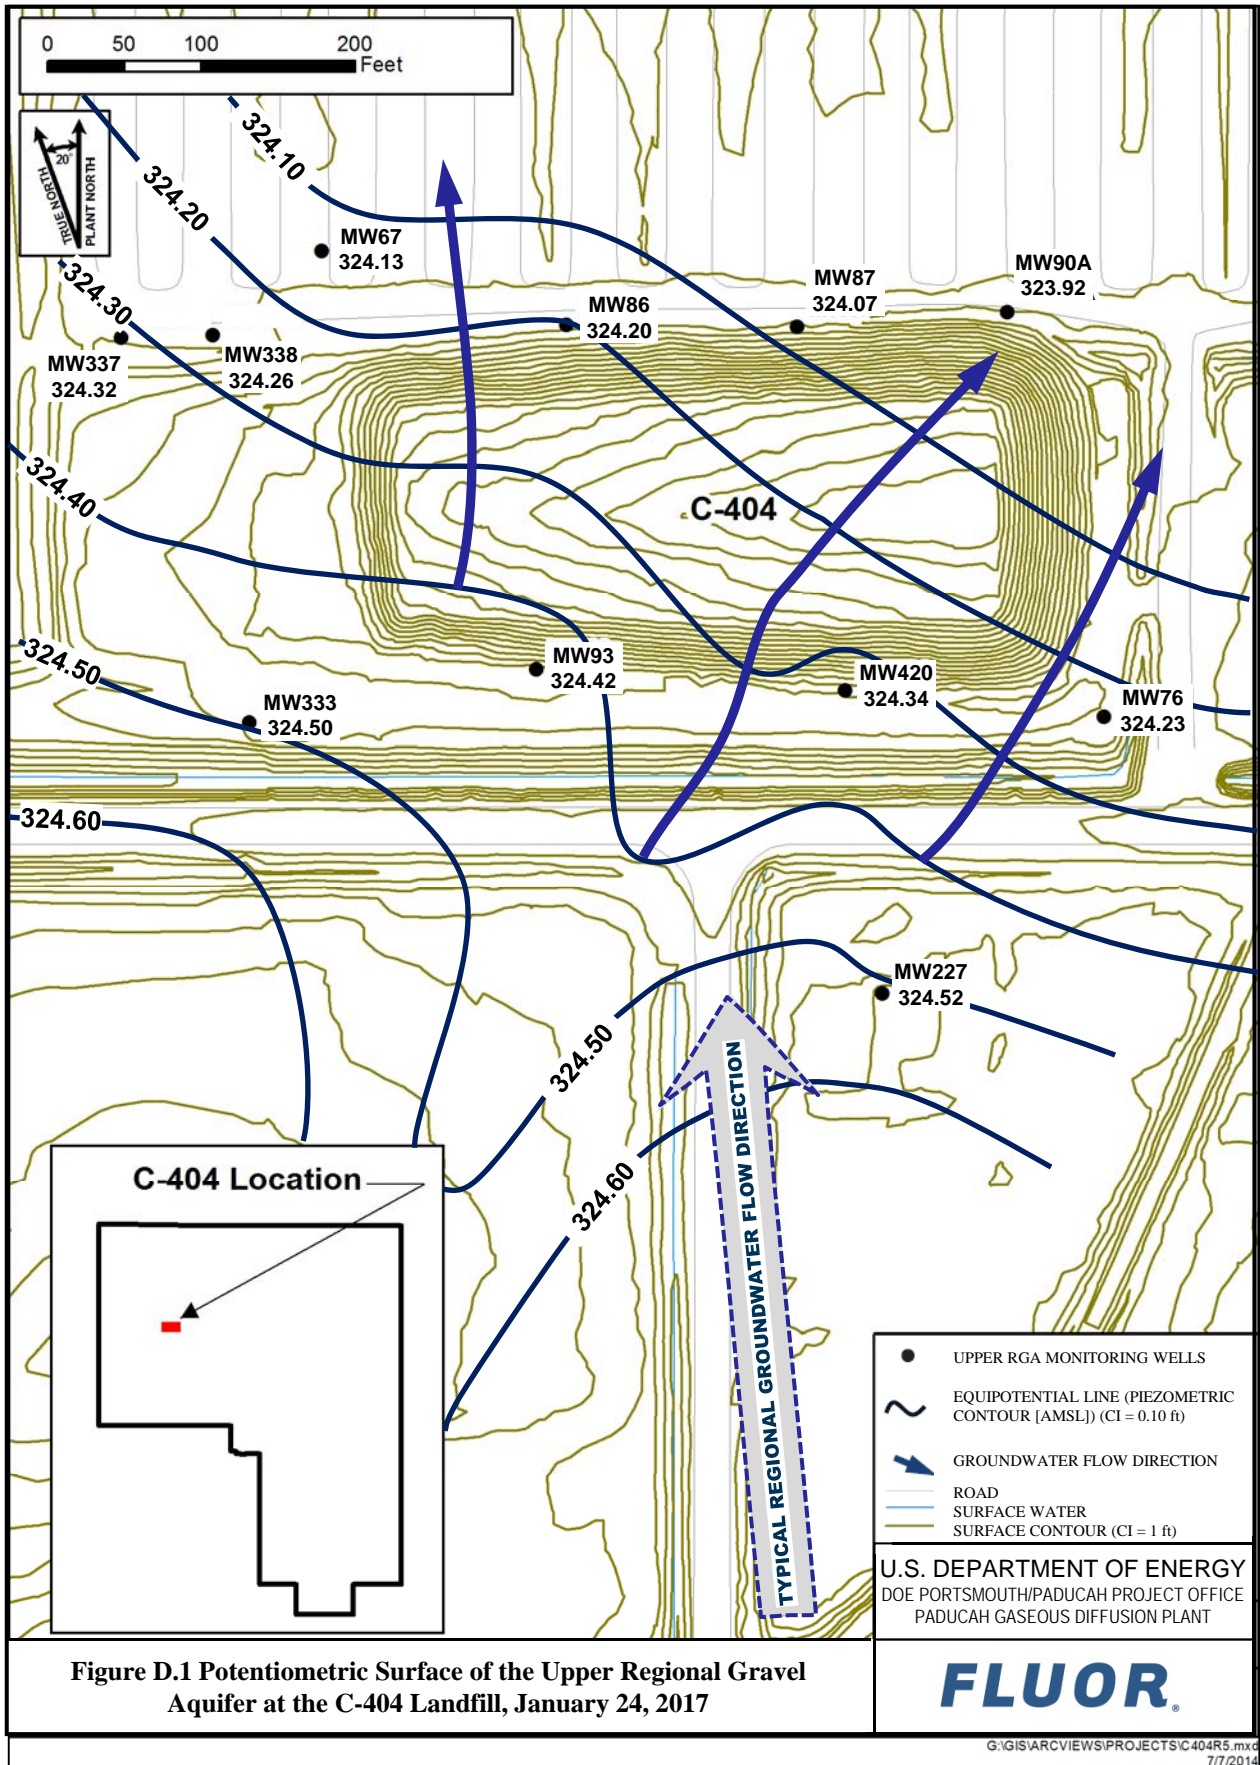 0 50 100 200
Feet
20°
TRUE NORTH
PLANT NORTH
324.10
324.20
324.30
324.40
324.50
324.60
MW67
324.13
MW86
324.20
MW87
324.07
MW90A
323.92
MW337
324.32
MW338
324.26
C-404
MW93
324.42
MW420
324.34
MW76
324.23
MW333
324.50
MW227
324.52
324.50
324.60
TYPICAL REGIONAL GROUNDWATER FLOW DIRECTION
C-404 Location
UPPER RGA MONITORING WELLS
EQUIPOTENTIAL LINE (PIEZOMETRIC
CONTOUR [AMSL]) (CI = 0.10 ft)
GROUNDWATER FLOW DIRECTION
ROAD
SURFACE WATER
SURFACE CONTOUR (CI = 1 ft)
U.S. DEPARTMENT OF ENERGY
DOE PORTSMOUTH/PADUCAH PROJECT OFFICE
PADUCAH GASEOUS DIFFUSION PLANT
Figure D.1 Potentiometric Surface of the Upper Regional Gravel
Aquifer at the C-404 Landfill, January 24, 2017
FLUOR®
G:\GIS\ARCVIEWS\PROJECTS\C404R5.mxd
7/7/2014